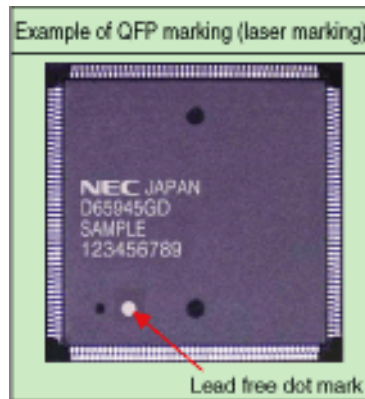 Example of QFP marking (laser marking)
NEC JAPAN
D65945GD
SAMPLE
123456789
Lead free dot mark